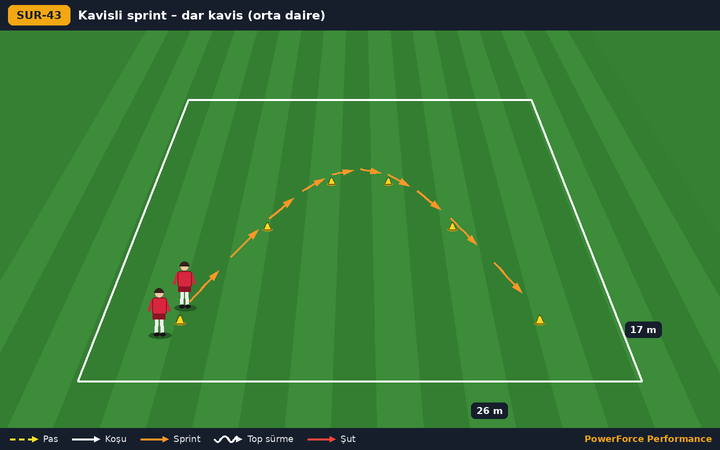 SUR-43 Kavisli sprint – dar kavis (orta daire)
17 m
26 m
Pas Koşu Sprint Top sürme Şut PowerForce Performance